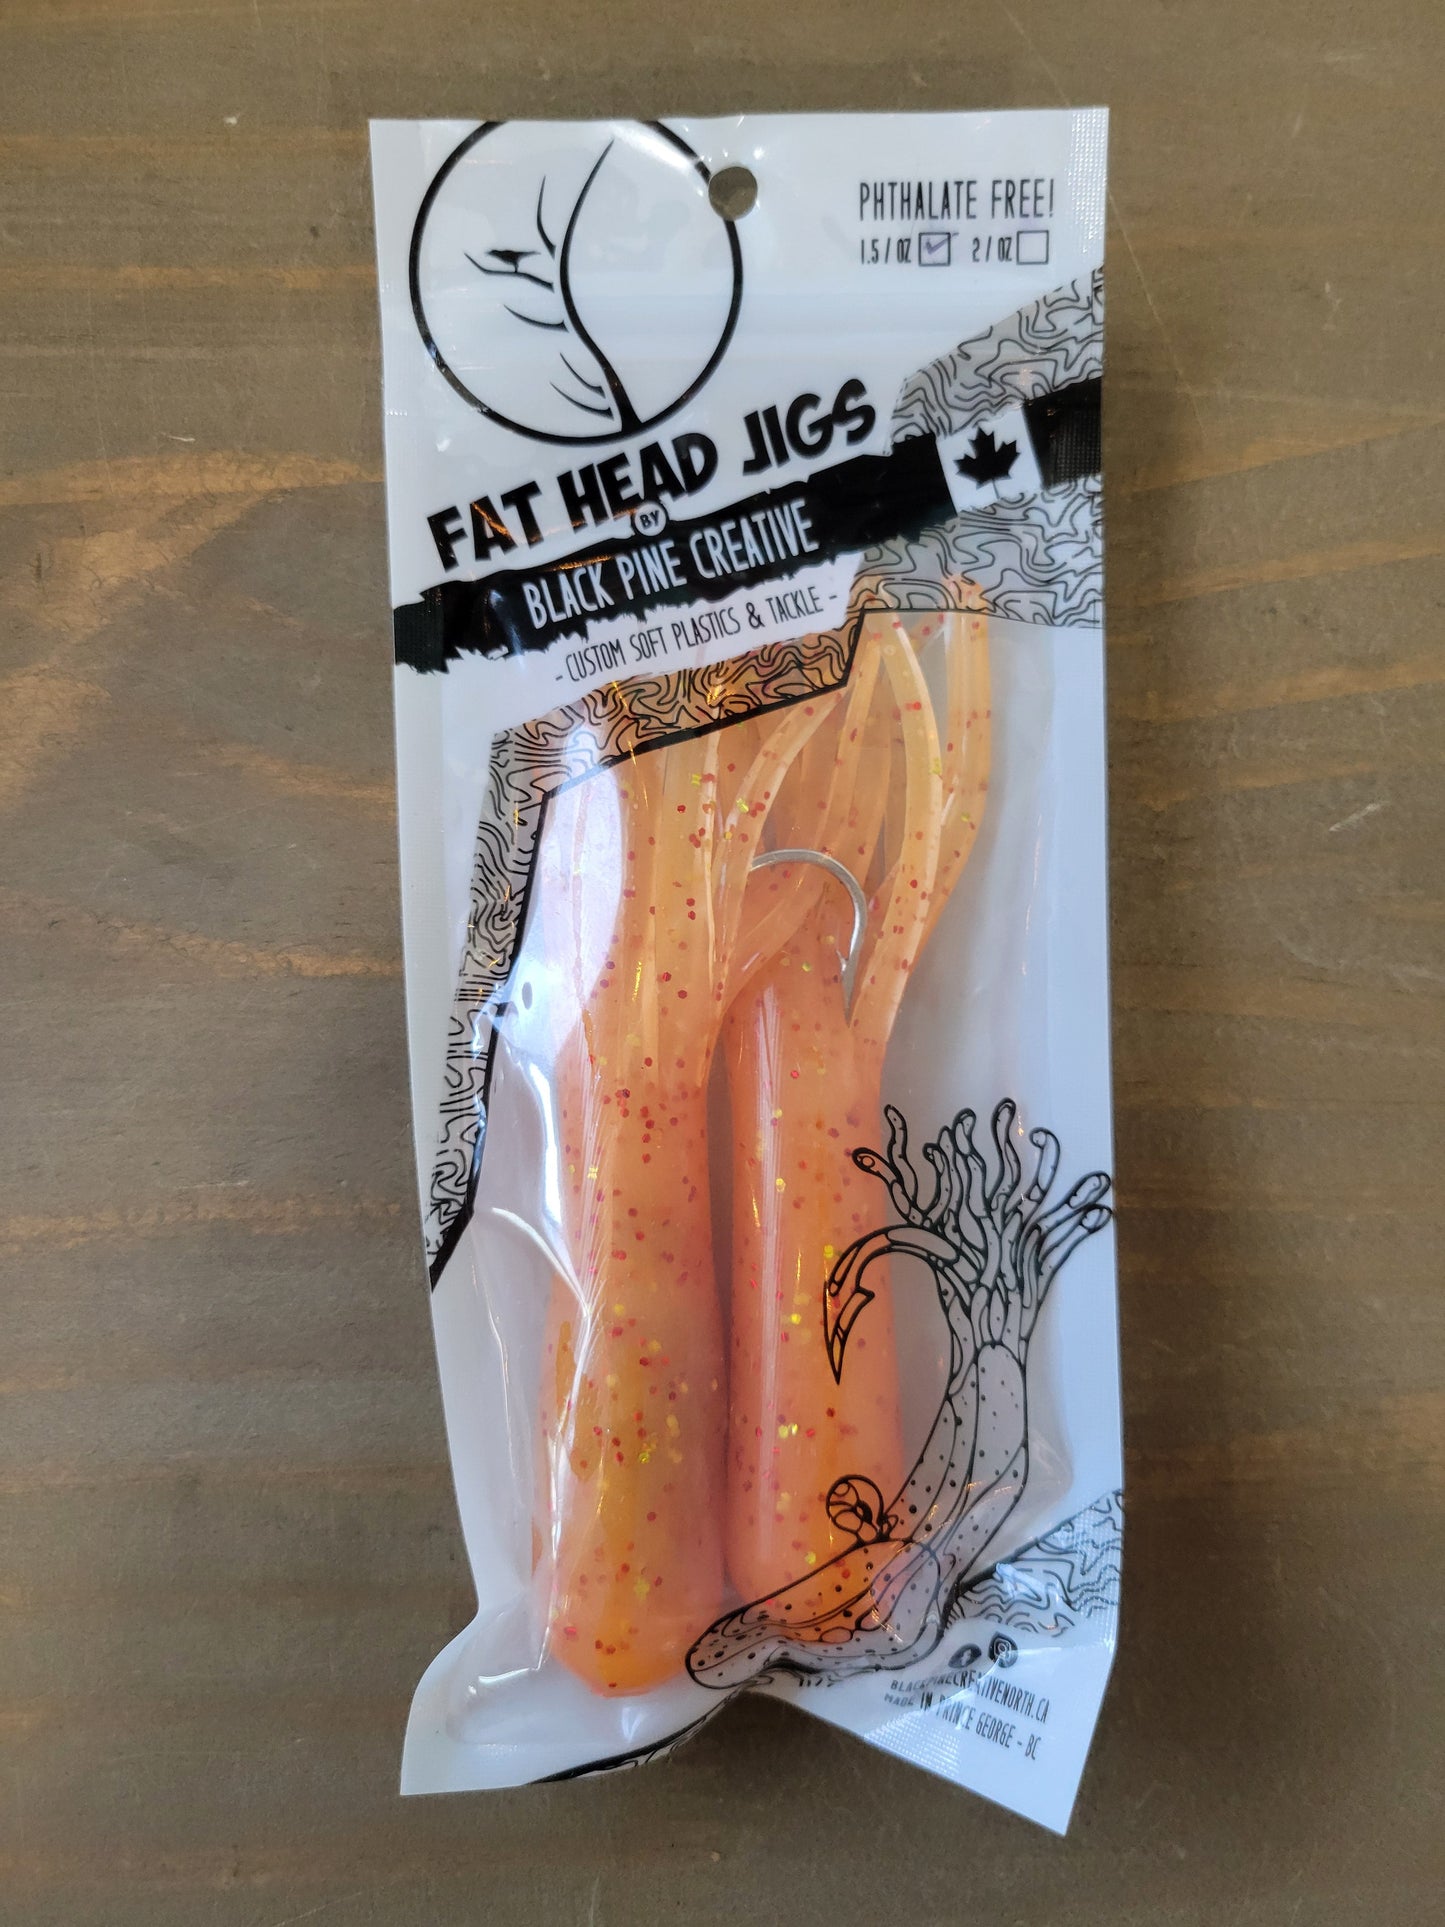 PHTHALATE FREE!
1.5 / OZ 2 / OZ
FAT HEAD JIGS
BY
BLACK PINE CREATIVE
- CUSTOM SOFT PLASTICS & TACKLE -
BLACKPINECREATIVENORTH.CA
MADE IN PRINCE GEORGE - BC